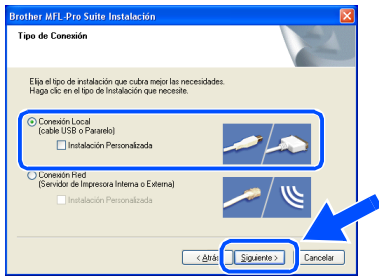 Brother MFL-Pro Suite Instalación
Tipo de Conexión
Elija el tipo de instalación que cubra mejor las necesidades.
Haga clic en el tipo de Instalación que necesite.
Conexión Local
(cable USB o Pararelo)
Instalación Personalizada
Conexión Red
(Servidor de Impresora Interna o Externa)
Instalación Personalizada
< Atrás Siguiente > Cancelar